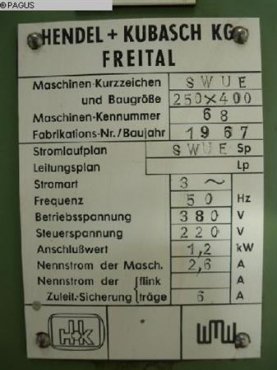 ©PAGUS
HENDEL + KUBASCH KG
FREITAL
Maschinen-Kurzzeichen SWUE
und Baugröße 250×400
Maschinen-Kennummer 68
Fabrikations-Nr./Baujahr 1967
Stromlaufplan SWUE Sp
Leitungsplan Lp
Stromart 3 ~
Frequenz 50 Hz
Betriebsspannung 380 V
Steuerspannung 220 V
Anschlußwert 1,2 kW
Nennstrom der Masch. 2,6 A
Nennstrom der {flink A
Zuleit.-Sicherung {träge 6 A
HK WMW